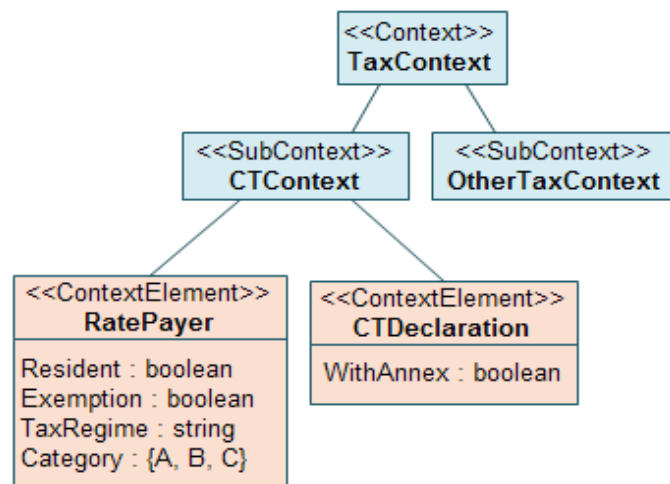 <<Context>>
TaxContext
<<SubContext>>
CTContext
<<SubContext>>
OtherTaxContext
<<ContextElement>>
RatePayer
Resident : boolean
Exemption : boolean
TaxRegime : string
Category : {A, B, C}
<<ContextElement>>
CTDeclaration
WithAnnex : boolean